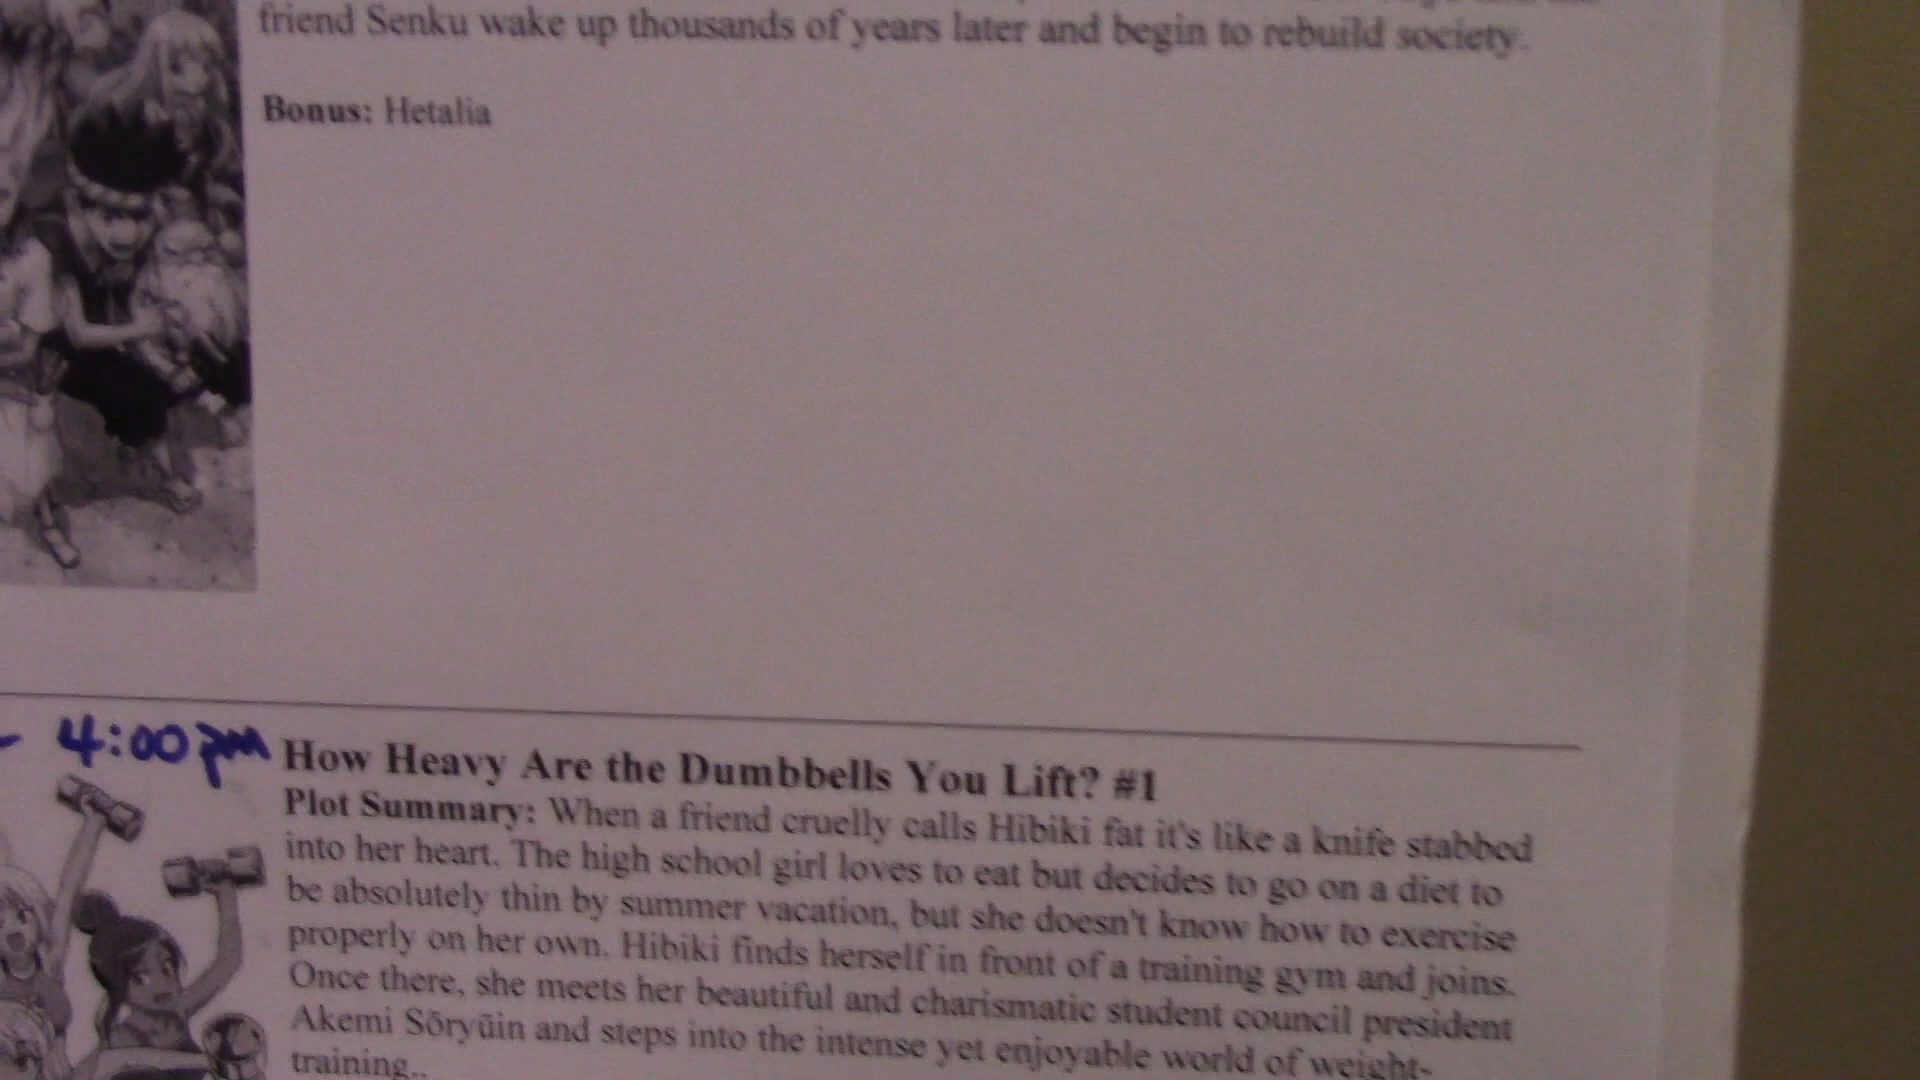 friend Senku wake up thousands of years later and begin to rebuild society.
Bonus: Hetalia
- 4:00pm
How Heavy Are the Dumbbells You Lift? #1
Plot Summary: When a friend cruelly calls Hibiki fat it's like a knife stabbed
into her heart. The high school girl loves to eat but decides to go on a diet to
be absolutely thin by summer vacation, but she doesn't know how to exercise
properly on her own. Hibiki finds herself in front of a training gym and joins.
Once there, she meets her beautiful and charismatic student council president
Akemi Sōryūin and steps into the intense yet enjoyable world of weight-
training..